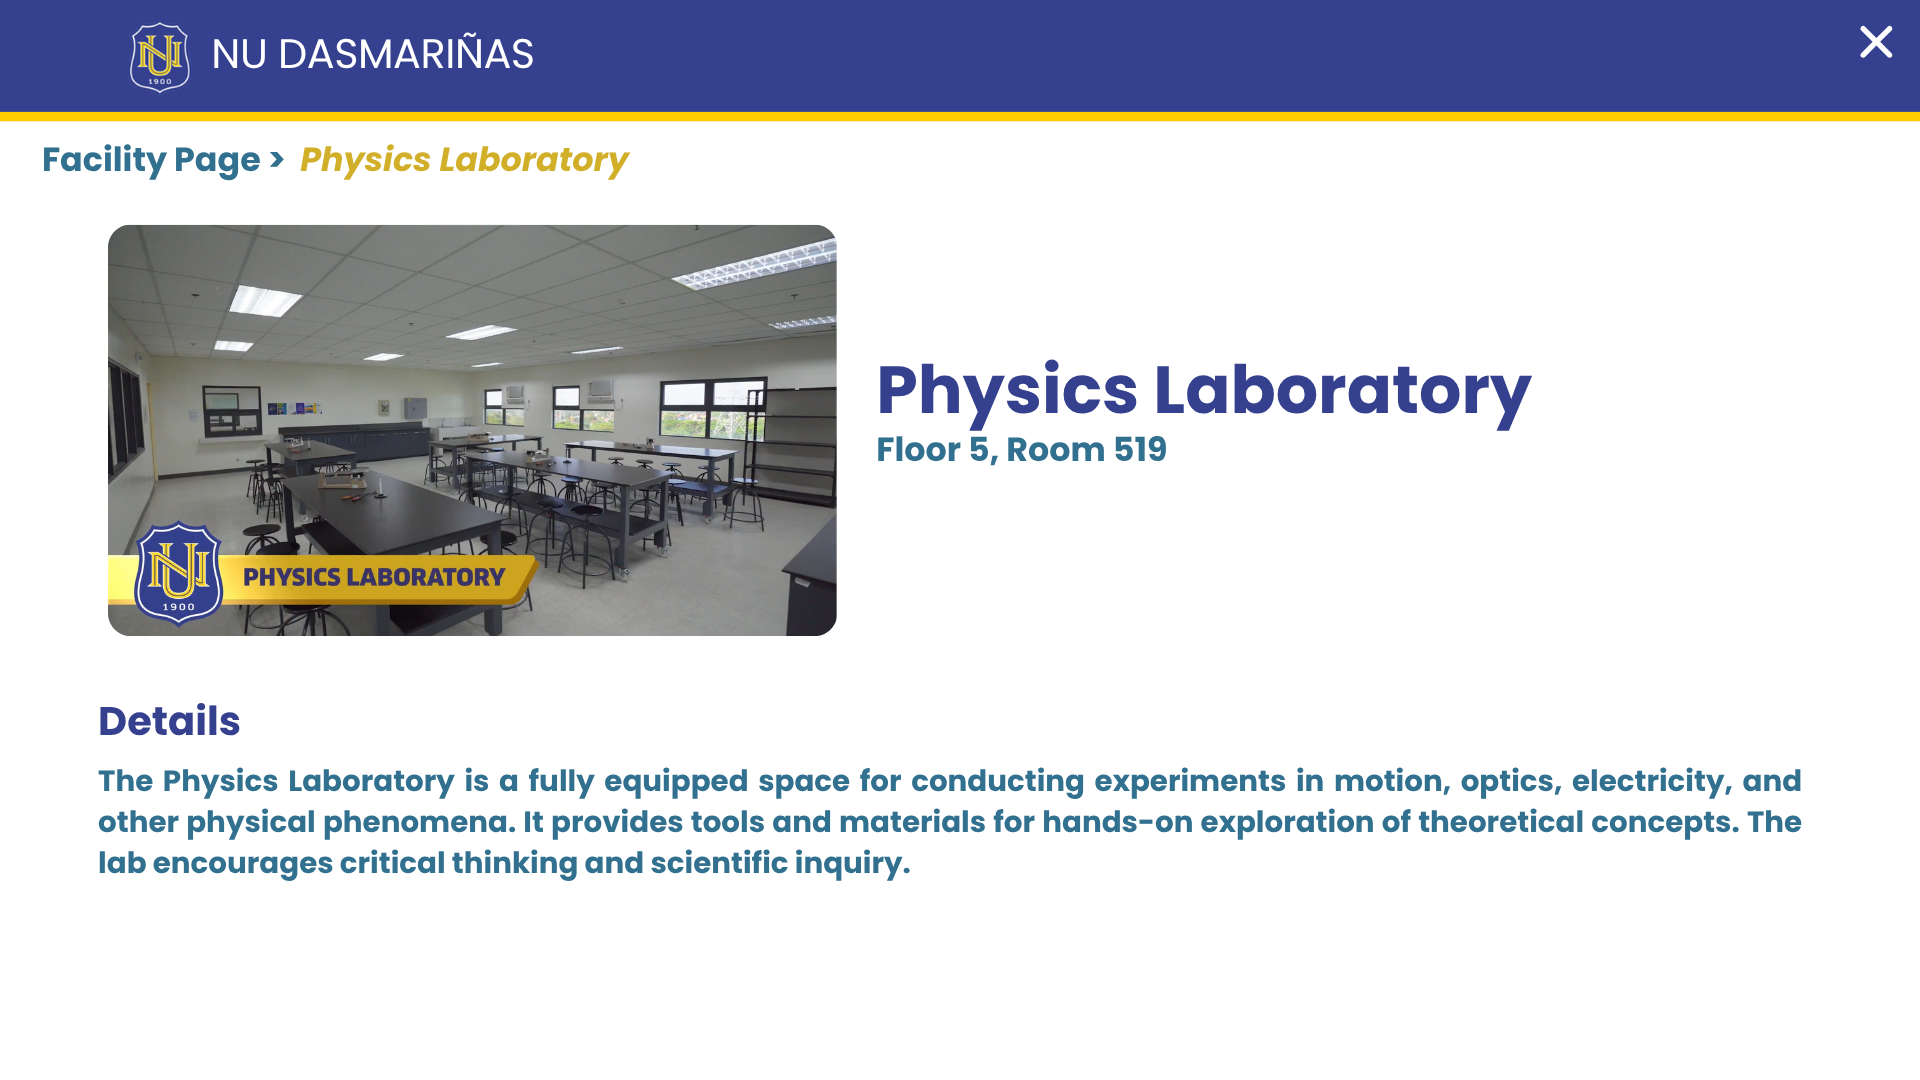 NU
1900
NU DASMARIÑAS
Facility Page > Physics Laboratory
NU
1900
PHYSICS LABORATORY
Physics Laboratory
Floor 5, Room 519
Details
The Physics Laboratory is a fully equipped space for conducting experiments in motion, optics, electricity, and
other physical phenomena. It provides tools and materials for hands-on exploration of theoretical concepts. The
lab encourages critical thinking and scientific inquiry.